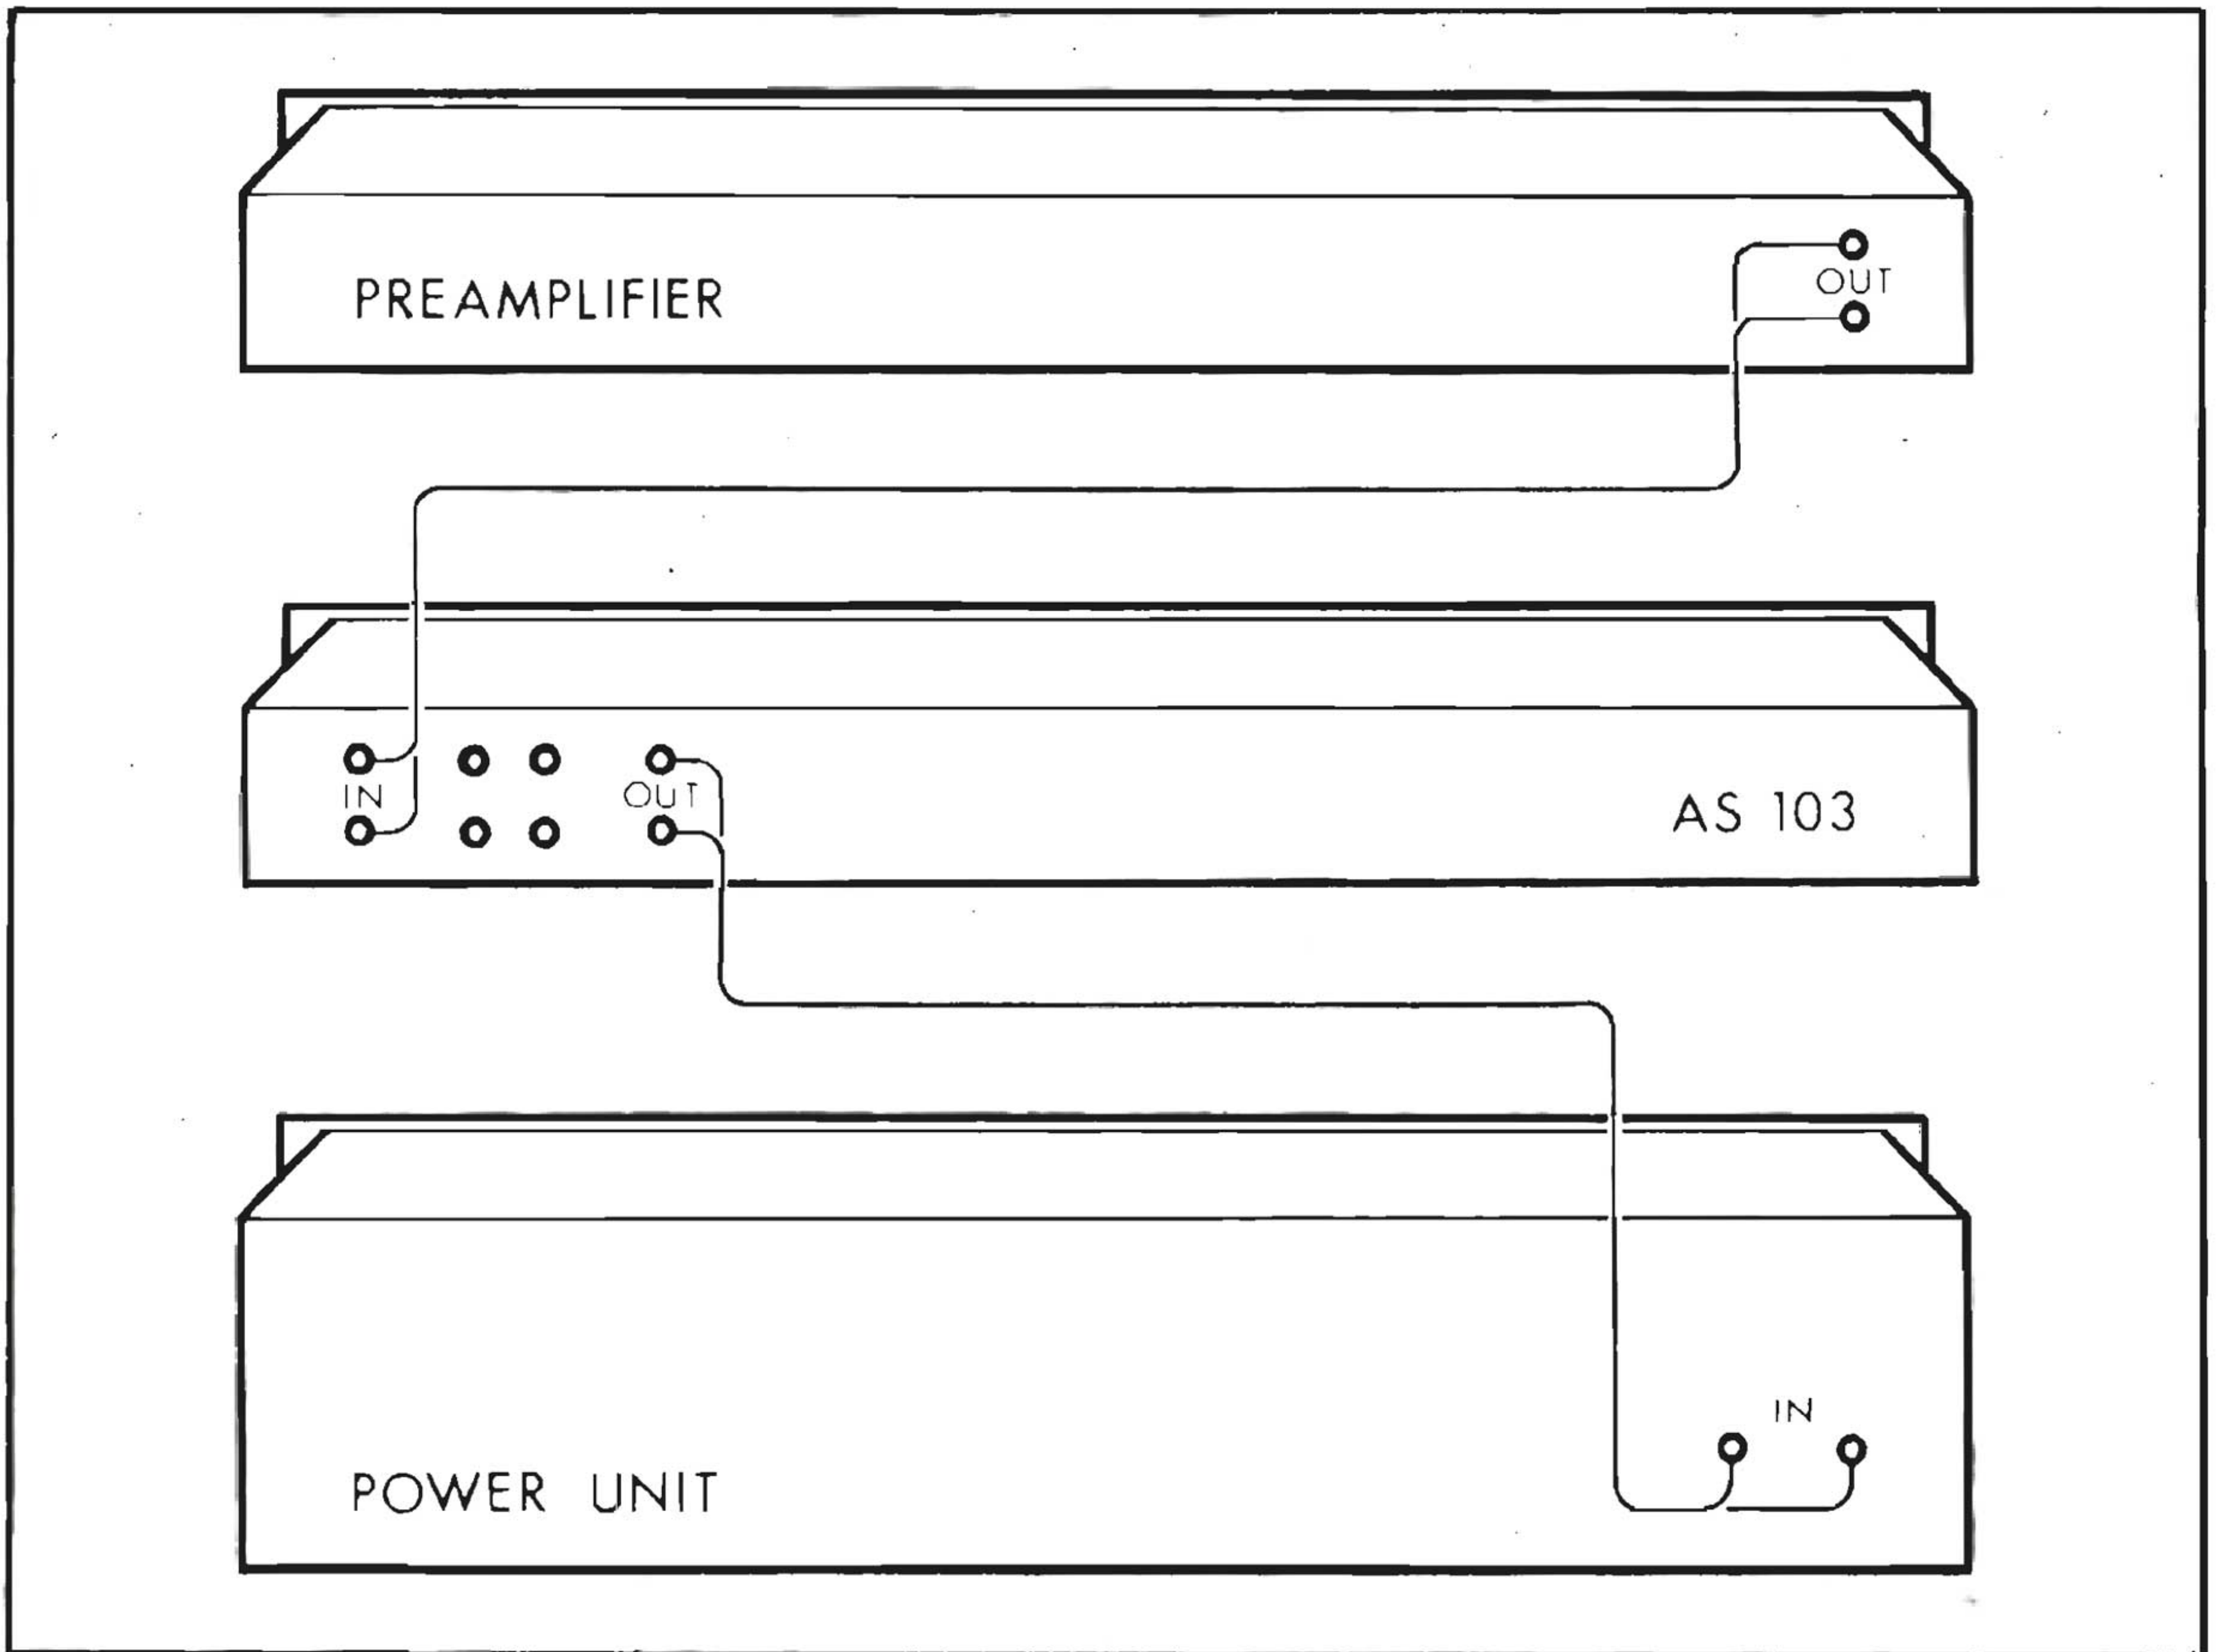 OUT
PREAMPLIFIER
IN
OUT
AS 103
IN
POWER UNIT